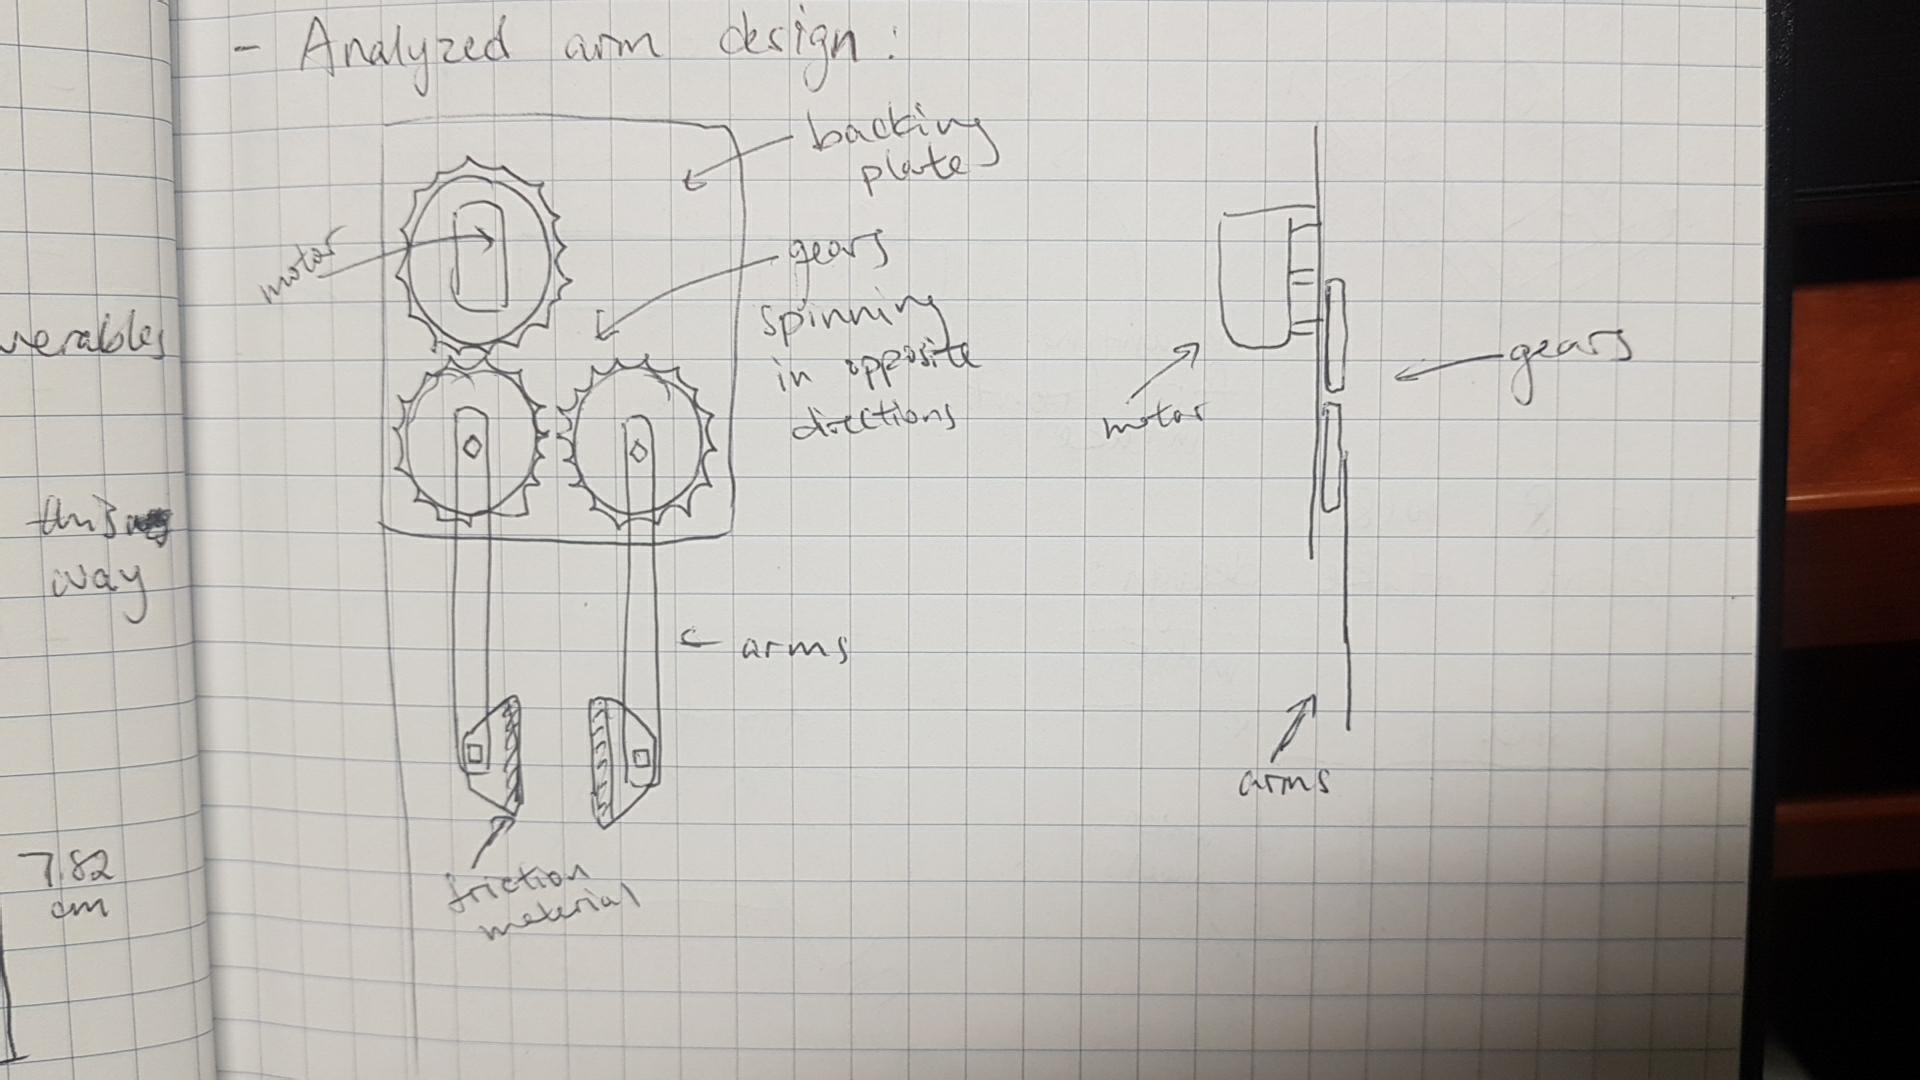 - Analyzed arm design:
backing
plate
motor
gears
spinning
in opposite
directions
arms
friction
material
gears
motor
arms
verables
this
way
7.82
cm